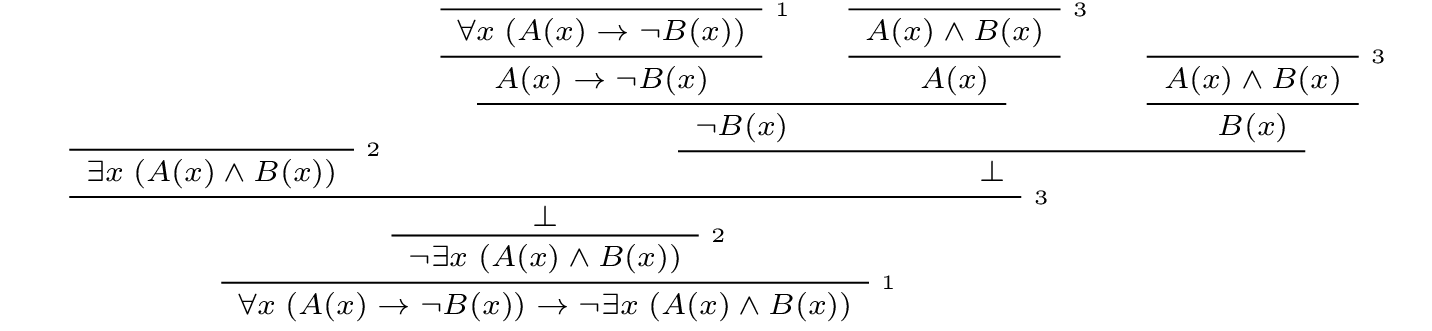 ∀x (A(x) → ¬B(x)) 1 A(x) ∧ B(x) 3
A(x) → ¬B(x) A(x) A(x) ∧ B(x) 3
¬B(x) B(x)
∃x (A(x) ∧ B(x)) 2 ⊥
⊥ 3
¬∃x (A(x) ∧ B(x)) 2
∀x (A(x) → ¬B(x)) → ¬∃x (A(x) ∧ B(x)) 1